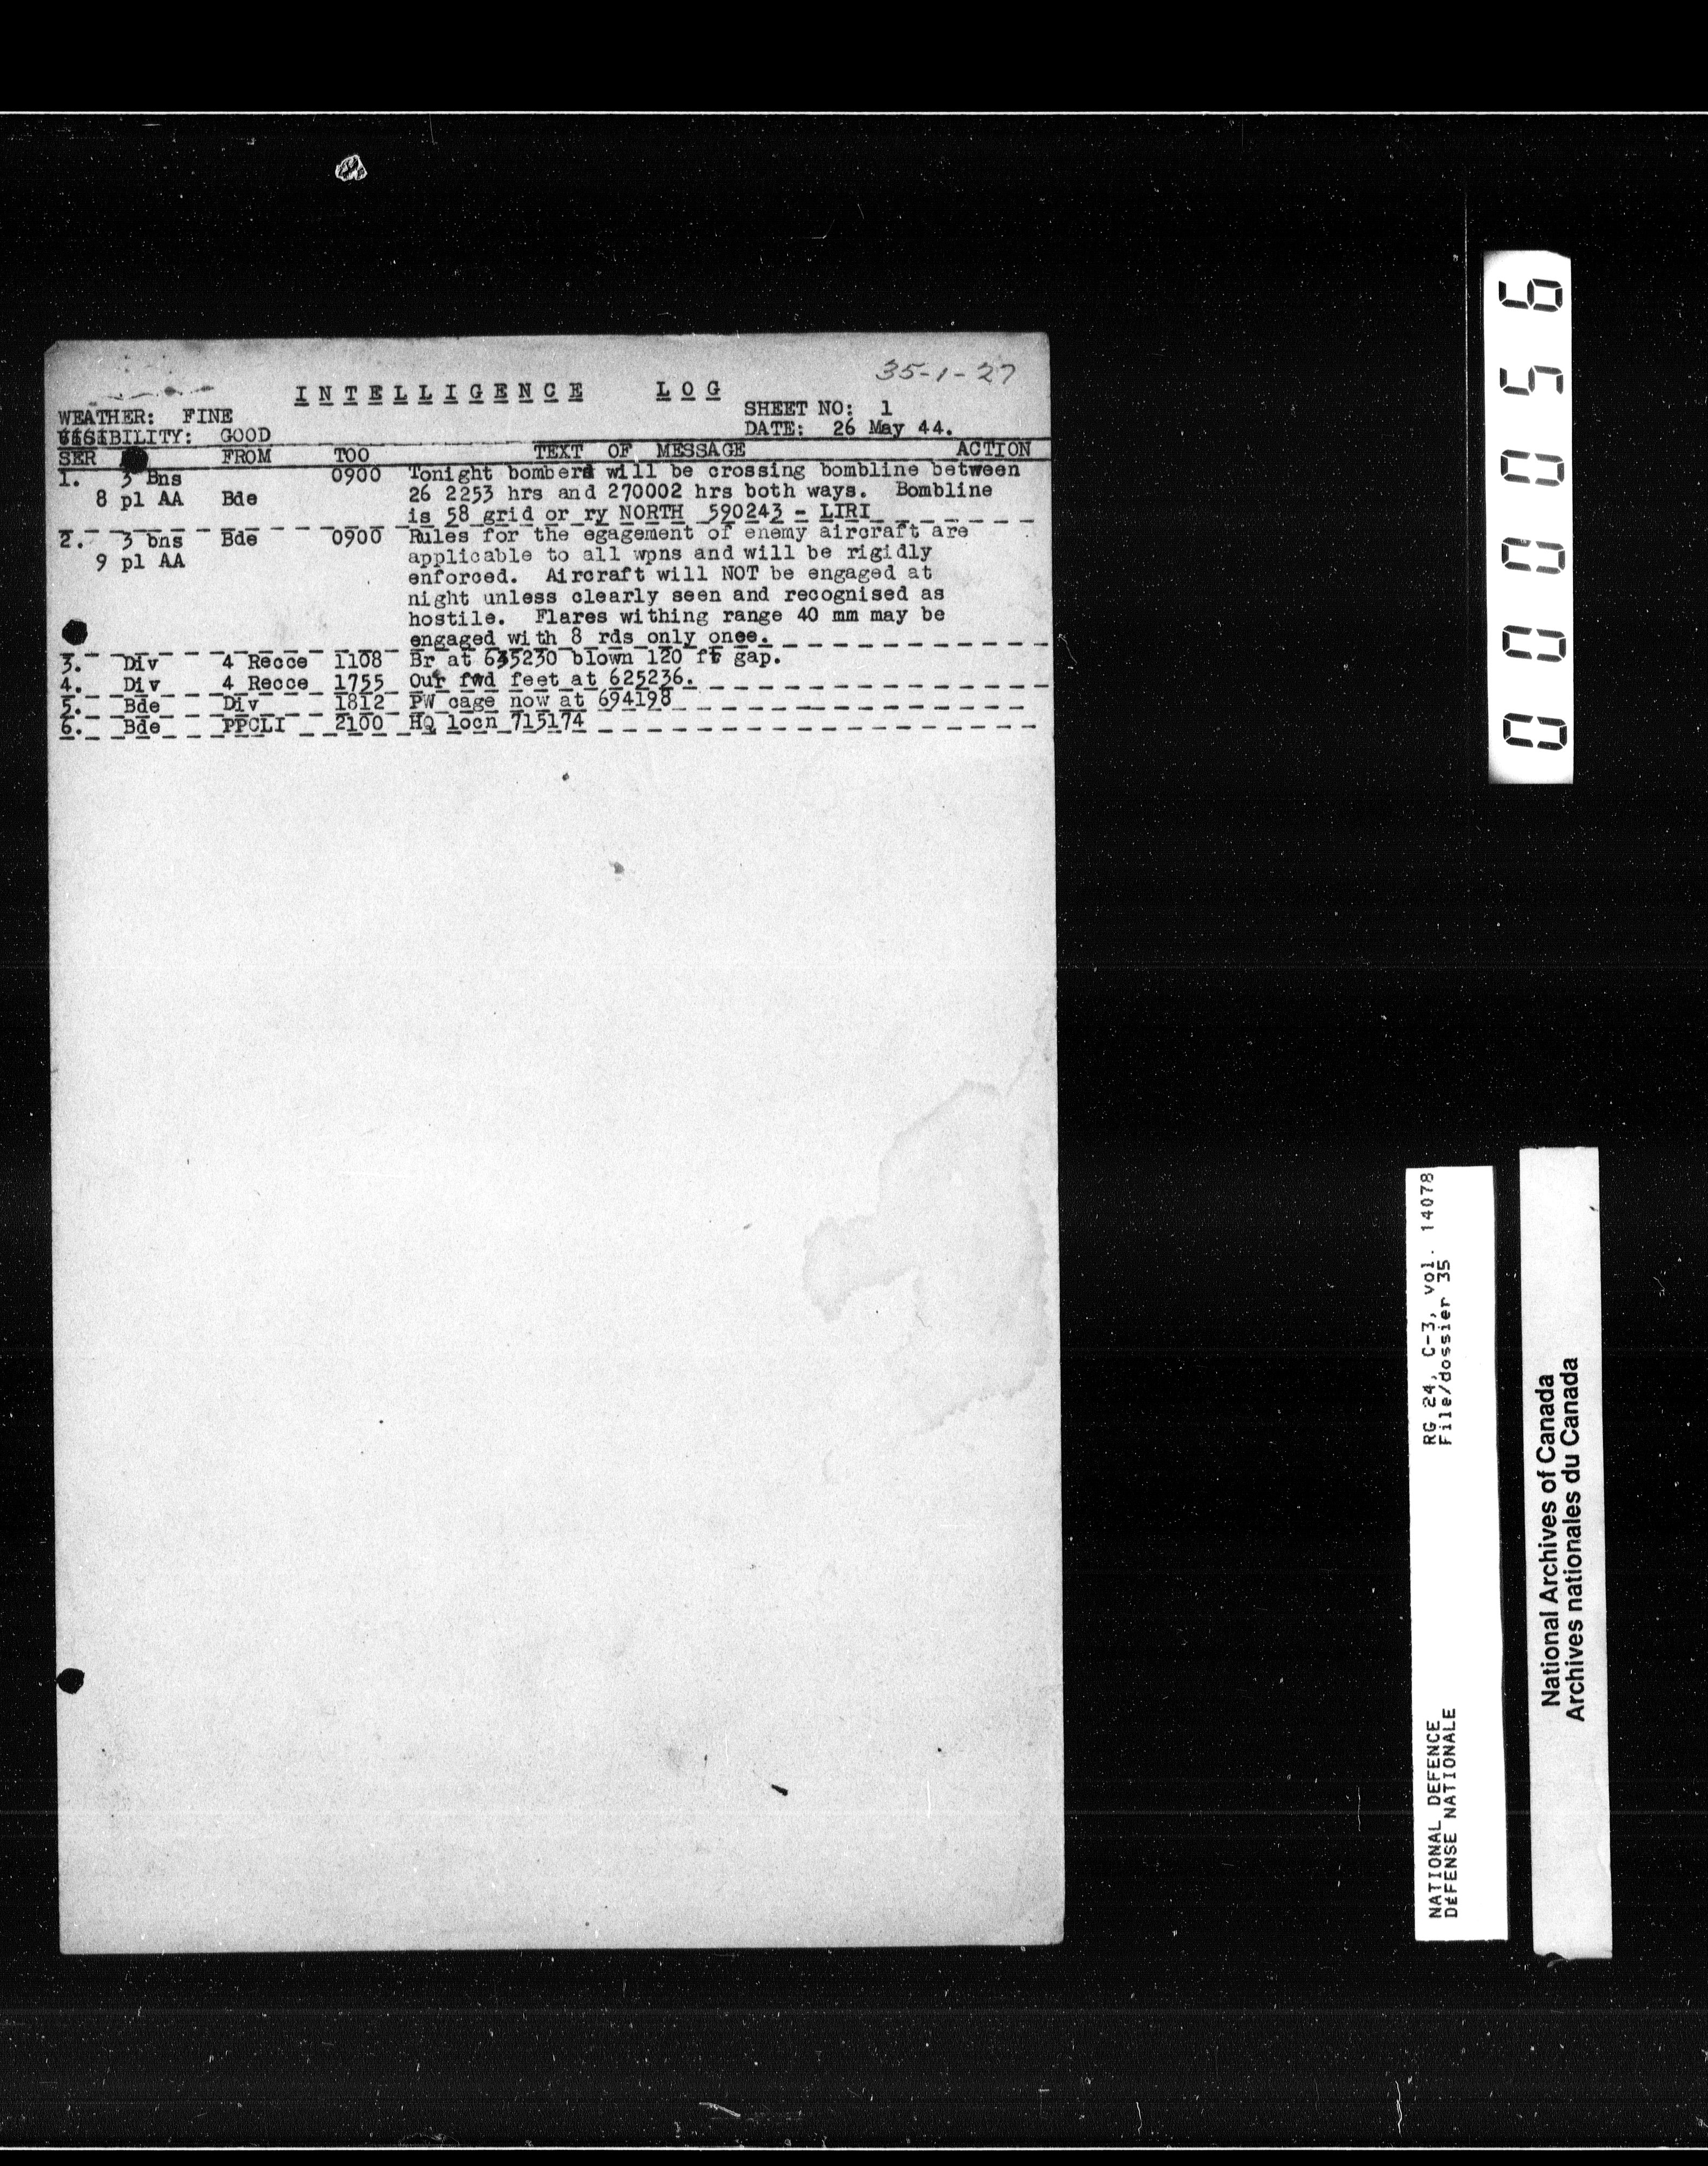 35-1-27
INTELLIGENCE LOG
WEATHER: FINE SHEET NO: 1
VISIBILITY: GOOD DATE: 26 May 44.
SER FROM TOO TEXT OF MESSAGE ACTION
1. 3 Bns 0900 Tonight bombers will be crossing bombline between
8 pl AA Bde 26 2253 hrs and 270002 hrs both ways. Bombline
is 58 grid or ry NORTH 590243 - LIRI
2. 3 bns Bde 0900 Rules for the egagement of enemy aircraft are
9 pl AA applicable to all wpns and will be rigidly
enforced. Aircraft will NOT be engaged at
night unless clearly seen and recognised as
hostile. Flares withing range 40 mm may be
engaged with 8 rds only onee.
3. Div 4 Recce 1108 Br at 635230 blown 120 ft gap.
4. Div 4 Recce 1755 Our fwd feet at 625236.
5. Bde Div 1812 PW cage now at 694198
6. Bde PPCLI 2100 HQ locn 715174
000056
RG 24, C-3, vol. 14078
File/dossier 35
NATIONAL DEFENCE
DÉFENSE NATIONALE
National Archives of Canada
Archives nationales du Canada